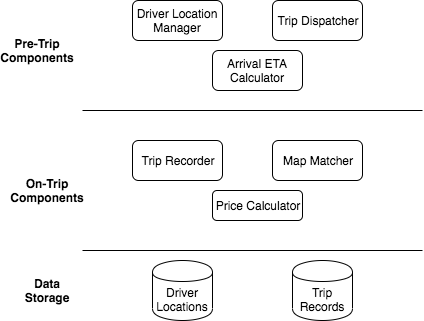 Pre-Trip
Components
Driver Location
Manager
Trip Dispatcher
Arrival ETA
Calculator
On-Trip
Components
Trip Recorder
Map Matcher
Price Calculator
Data
Storage
Driver
Locations
Trip
Records